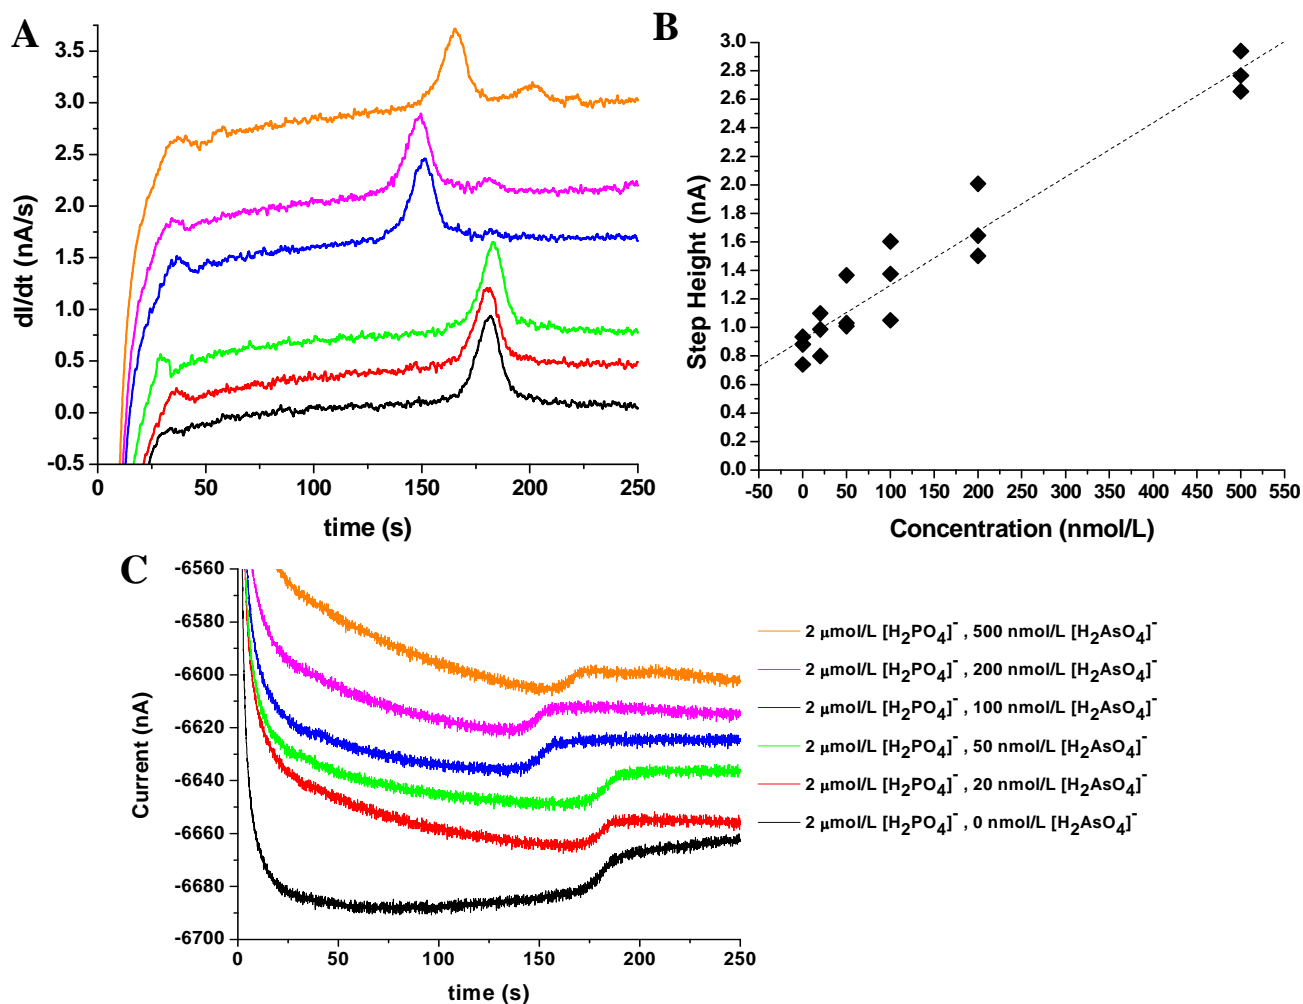 A
3.5
3.0
2.5
2.0
1.5
1.0
0.5
0.0
-0.5
dI/dt (nA/s)
0 50 100 150 200 250
time (s)
B
3.0
2.8
2.6
2.4
2.2
2.0
1.8
1.6
1.4
1.2
1.0
0.8
0.6
0.4
0.2
0.0
Step Height (nA)
-50 0 50 100 150 200 250 300 350 400 450 500 550
Concentration (nmol/L)
C
-6560
-6580
-6600
-6620
-6640
-6660
-6680
-6700
Current (nA)
0 50 100 150 200 250
time (s)
2 μmol/L [H2PO4]- , 500 nmol/L [H2AsO4]-
2 μmol/L [H2PO4]- , 200 nmol/L [H2AsO4]-
2 μmol/L [H2PO4]- , 100 nmol/L [H2AsO4]-
2 μmol/L [H2PO4]- , 50 nmol/L [H2AsO4]-
2 μmol/L [H2PO4]- , 20 nmol/L [H2AsO4]-
2 μmol/L [H2PO4]- , 0 nmol/L [H2AsO4]-